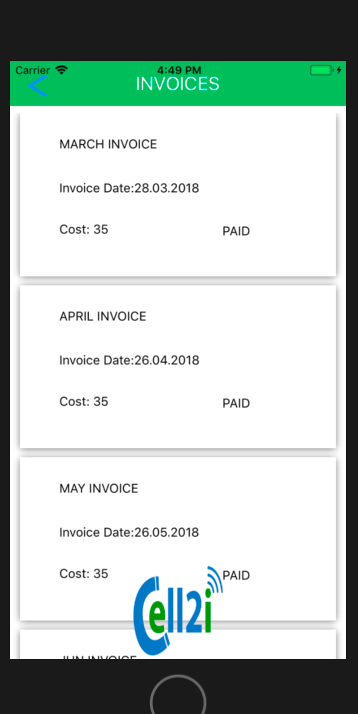 Carrier 4:49 PM
INVOICES
MARCH INVOICE
Invoice Date:28.03.2018
Cost: 35 PAID
APRIL INVOICE
Invoice Date:26.04.2018
Cost: 35 PAID
MAY INVOICE
Invoice Date:26.05.2018
Cost: 35 PAID
Cell2i
JUN INVOICE